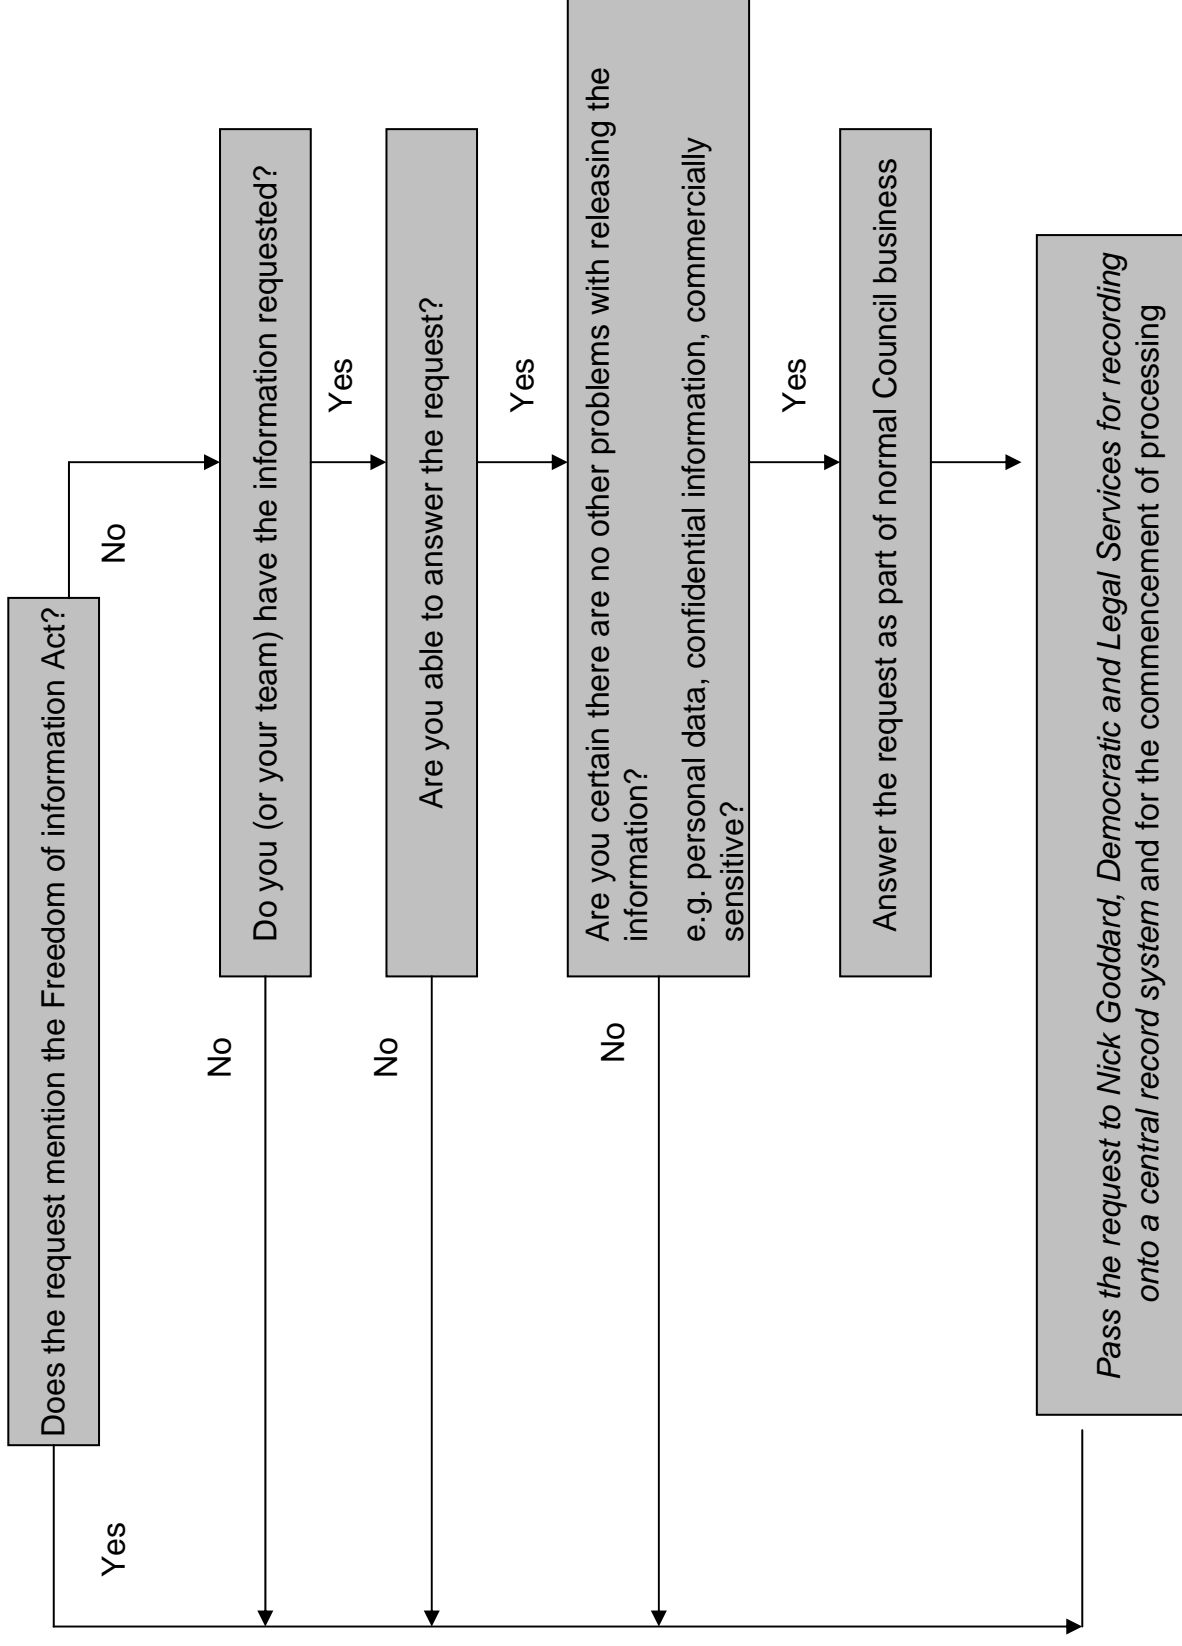 Does the request mention the Freedom of information Act?
Yes
No
Do you (or your team) have the information requested?
No
Yes
Are you able to answer the request?
No
Yes
Are you certain there are no other problems with releasing the
information?
e.g. personal data, confidential information, commercially
sensitive?
No
Yes
Answer the request as part of normal Council business
Pass the request to Nick Goddard, Democratic and Legal Services for recording
onto a central record system and for the commencement of processing